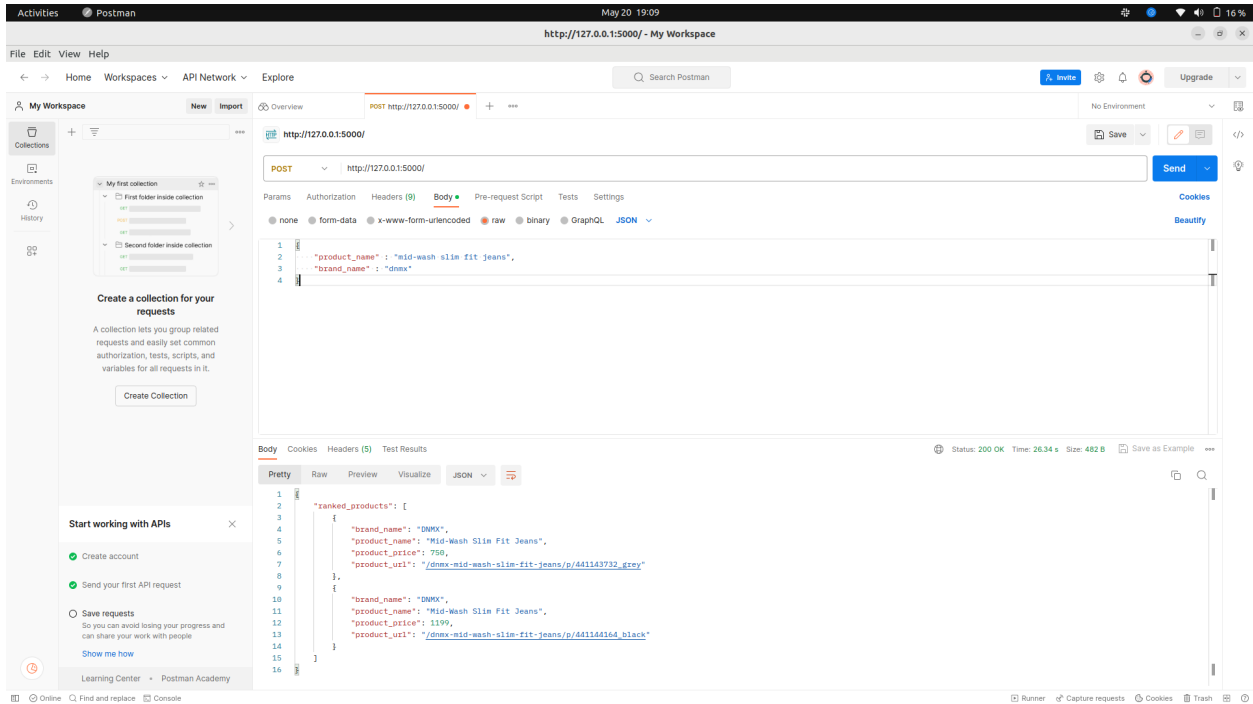 Activities Postman May 20 19:09 16 %
http://127.0.0.1:5000/ - My Workspace
File Edit View Help
Home Workspaces API Network Explore Search Postman Invite Upgrade
My Workspace New Import Overview POST http://127.0.0.1:5000/ No Environment
Collections
Environments
History
My first collection
First folder inside collection
GET
GET
Second folder inside collection
GET
GET
Create a collection for your
requests
A collection lets you group related
requests and easily set common
authorization, tests, scripts, and
variables for all requests in it.
Create Collection
Start working with APIs
Create account
Send your first API request
Save requests
So you can avoid losing your progress and
can share your work with people
Show me how
Learning Center • Postman Academy
HTTP http://127.0.0.1:5000/ Save
POST http://127.0.0.1:5000/ Send
Params Authorization Headers (9) Body Pre-request Script Tests Settings Cookies
none form-data x-www-form-urlencoded raw binary GraphQL JSON Beautify
1 {
2 "product_name" : "mid-wash slim fit jeans",
3 "brand_name" : "dnmx"
4 }
Body Cookies Headers (5) Test Results Status: 200 OK Time: 26.34 s Size: 482 B Save as Example
Pretty Raw Preview Visualize JSON
1 {
2 "ranked_products": [
3 {
4 "brand_name": "DNMX",
5 "product_name": "Mid-Wash Slim Fit Jeans",
6 "product_price": 750,
7 "product_url": "/dnmx-mid-wash-slim-fit-jeans/p/441143732_grey"
8 },
9 {
10 "brand_name": "DNMX",
11 "product_name": "Mid-Wash Slim Fit Jeans",
12 "product_price": 1199,
13 "product_url": "/dnmx-mid-wash-slim-fit-jeans/p/441144164_black"
14 }
15 ]
16 }
Online Find and replace Console Runner Capture requests Cookies Trash